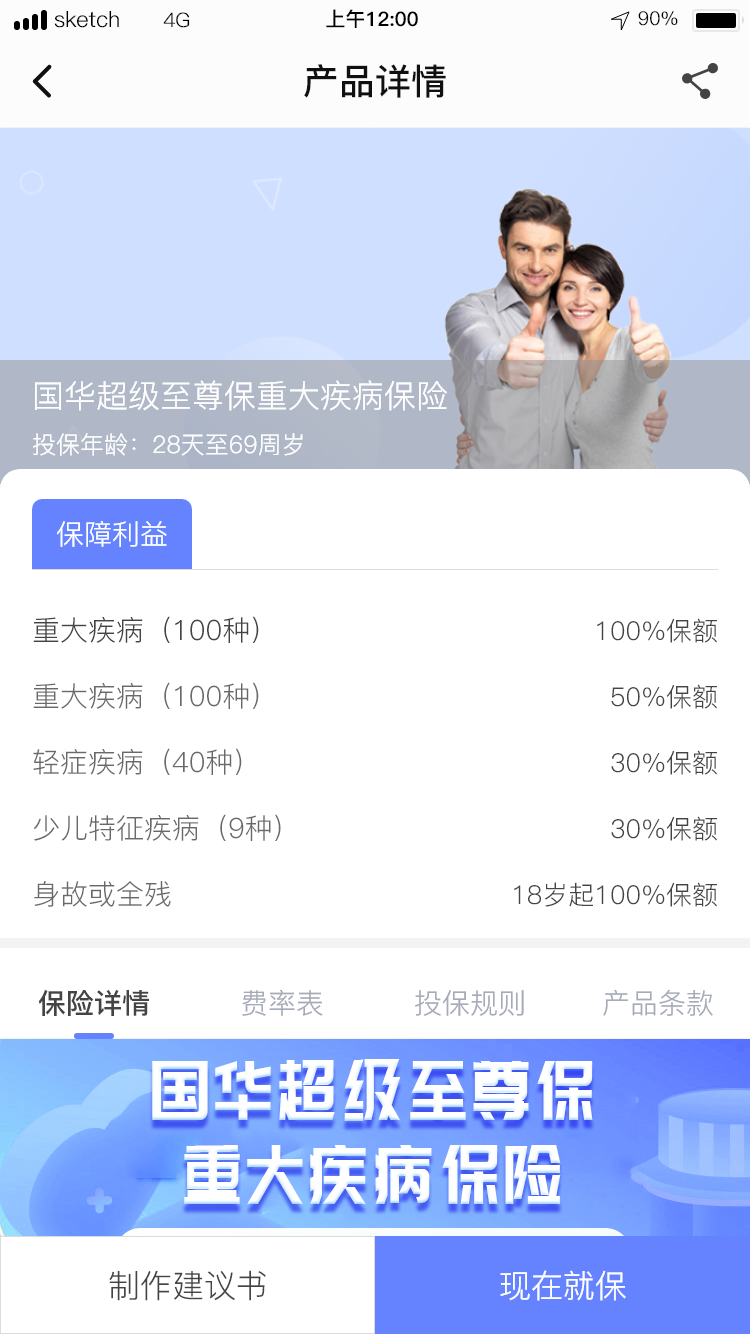 sketch 4G 上午12:00 90%
产品详情
国华超级至尊保重大疾病保险
投保年龄：28天至69周岁
保障利益
重大疾病（100种） 100%保额
重大疾病（100种） 50%保额
轻症疾病（40种） 30%保额
少儿特征疾病（9种） 30%保额
身故或全残 18岁起100%保额
保险详情 费率表 投保规则 产品条款
国华超级至尊保
重大疾病保险
制作建议书 现在就保